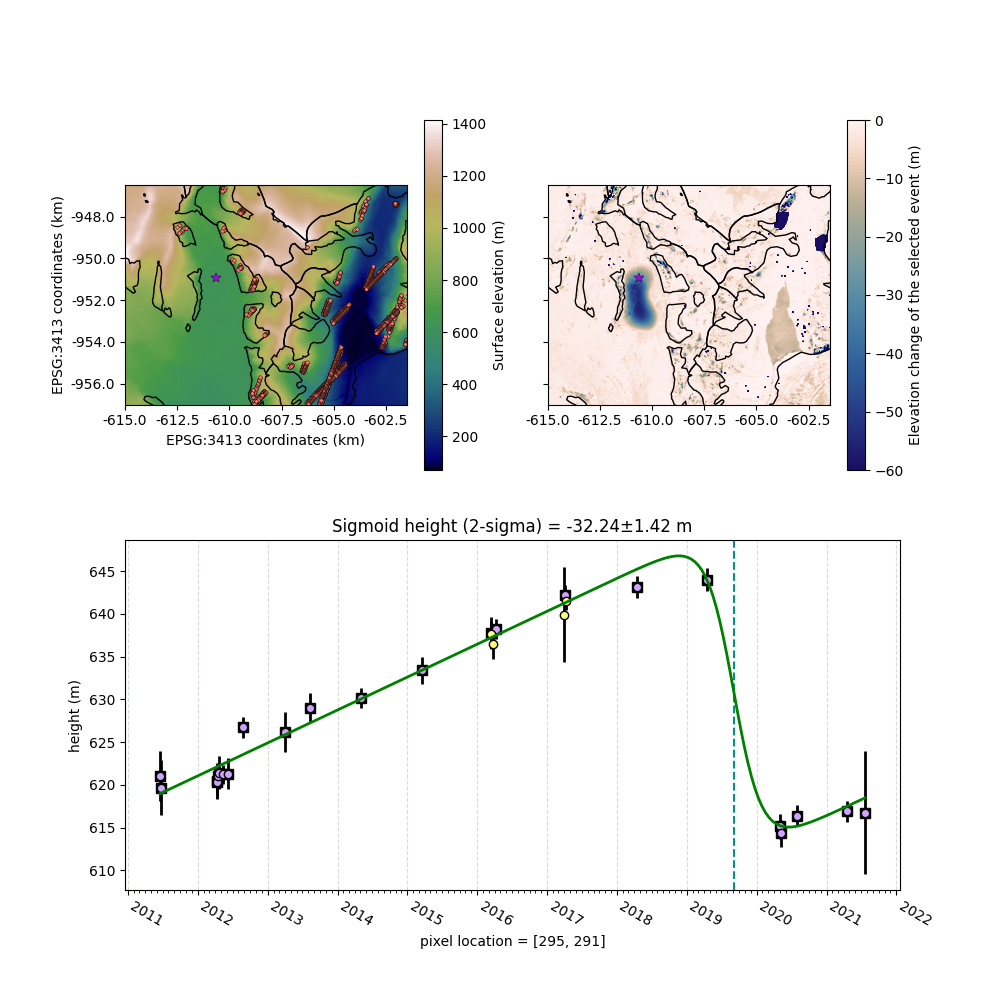 -948.0
-950.0
-952.0
-954.0
-956.0
EPSG:3413 coordinates (km)
-615.0 -612.5 -610.0 -607.5 -605.0 -602.5
EPSG:3413 coordinates (km)
1400
1200
1000
800
600
400
200
Surface elevation (m)
-615.0 -612.5 -610.0 -607.5 -605.0 -602.5
0
−10
−20
−30
−40
−50
−60
Elevation change of the selected event (m)
Sigmoid height (2-sigma) = -32.24±1.42 m
645
640
635
630
625
620
615
610
height (m)
2011 2012 2013 2014 2015 2016 2017 2018 2019 2020 2021 2022
pixel location = [295, 291]